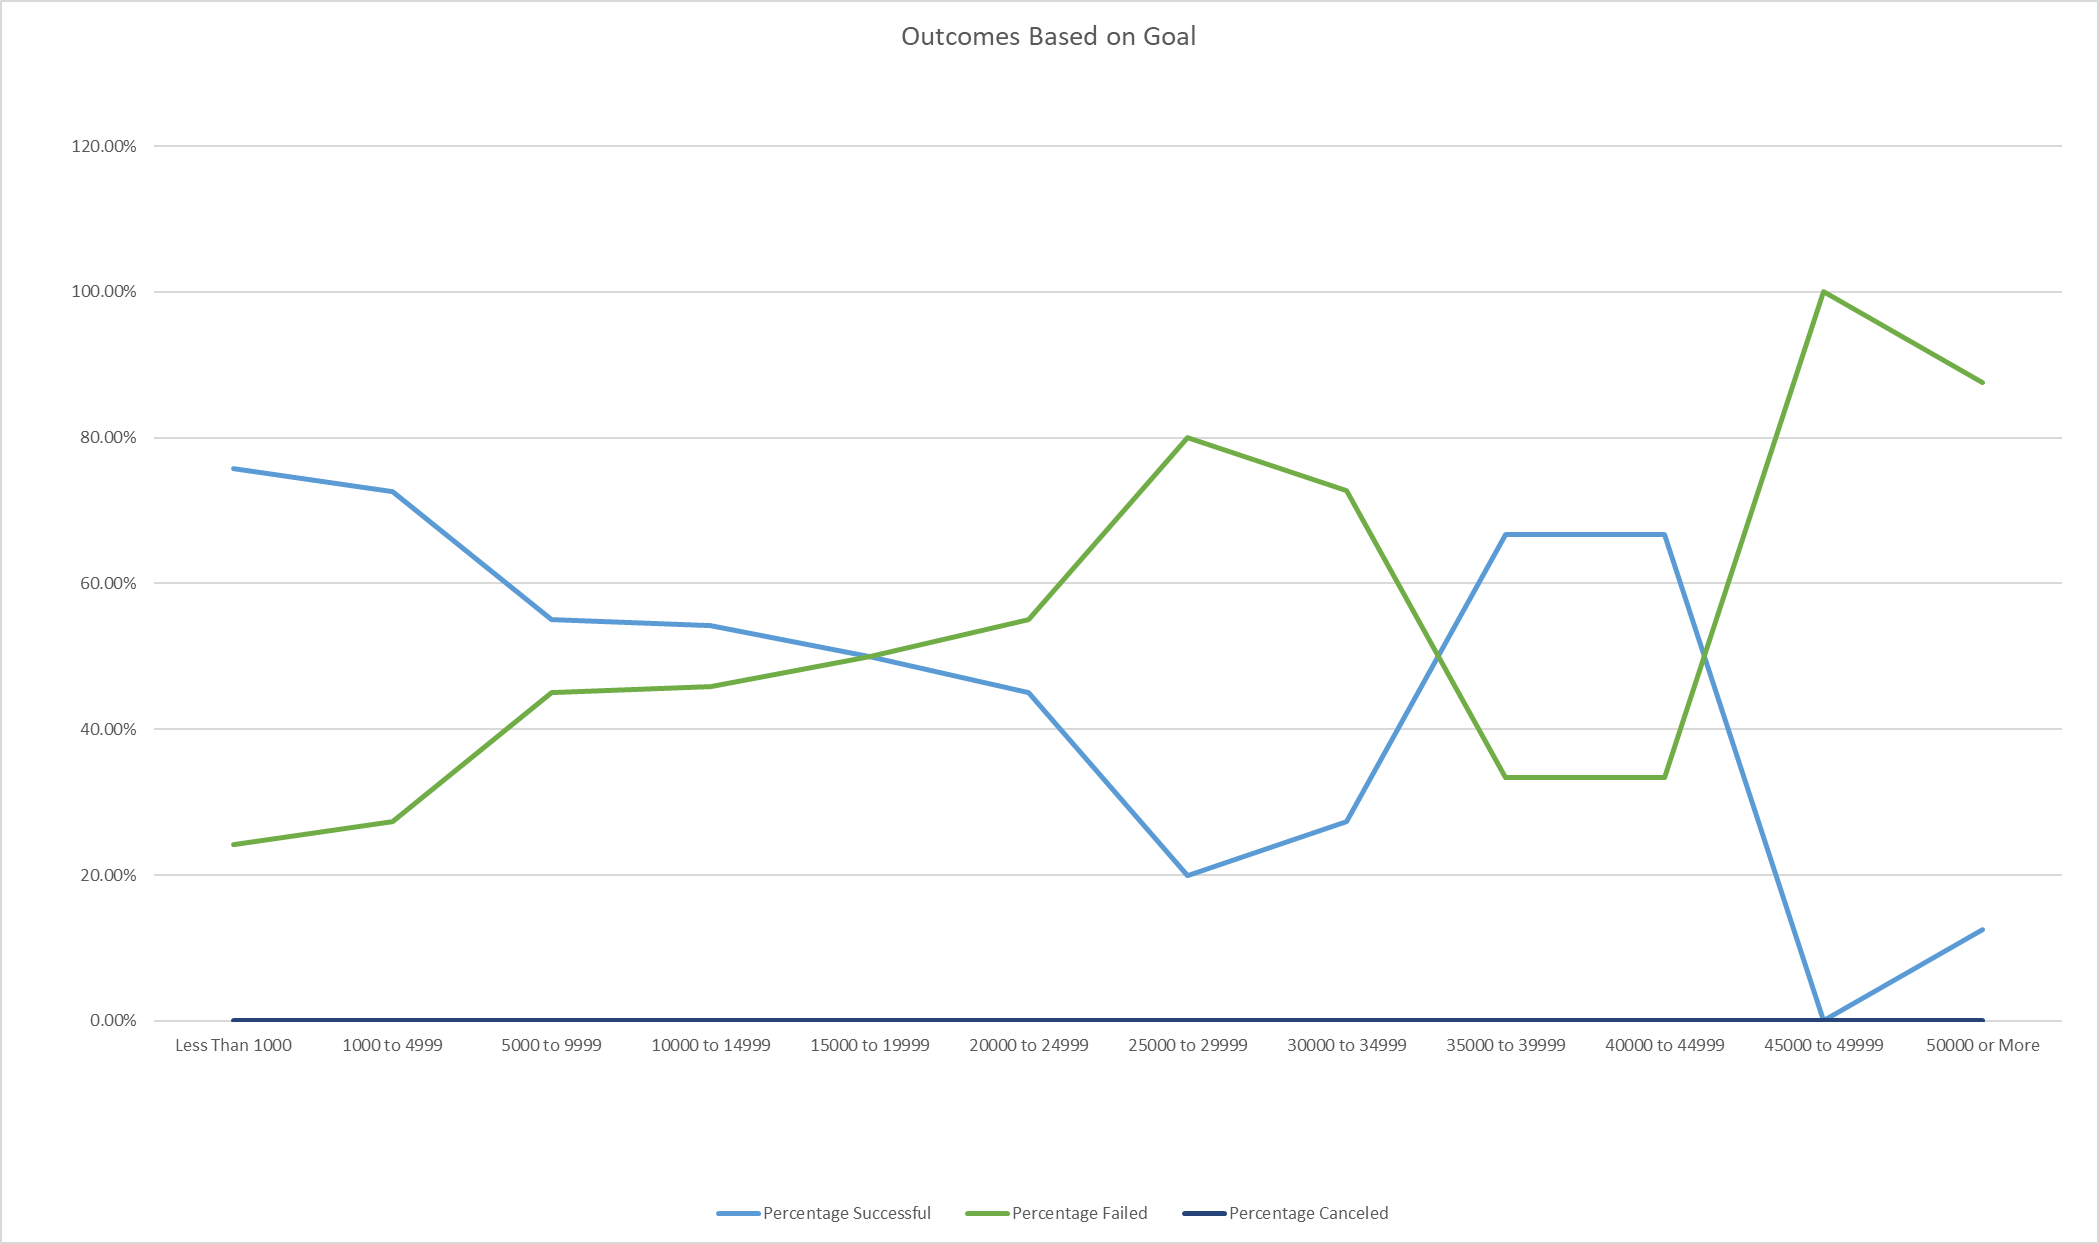 Outcomes Based on Goal
120.00%
100.00%
80.00%
60.00%
40.00%
20.00%
0.00%
Less Than 1000 1000 to 4999 5000 to 9999 10000 to 14999 15000 to 19999 20000 to 24999 25000 to 29999 30000 to 34999 35000 to 39999 40000 to 44999 45000 to 49999 50000 or More
Percentage Successful Percentage Failed Percentage Canceled